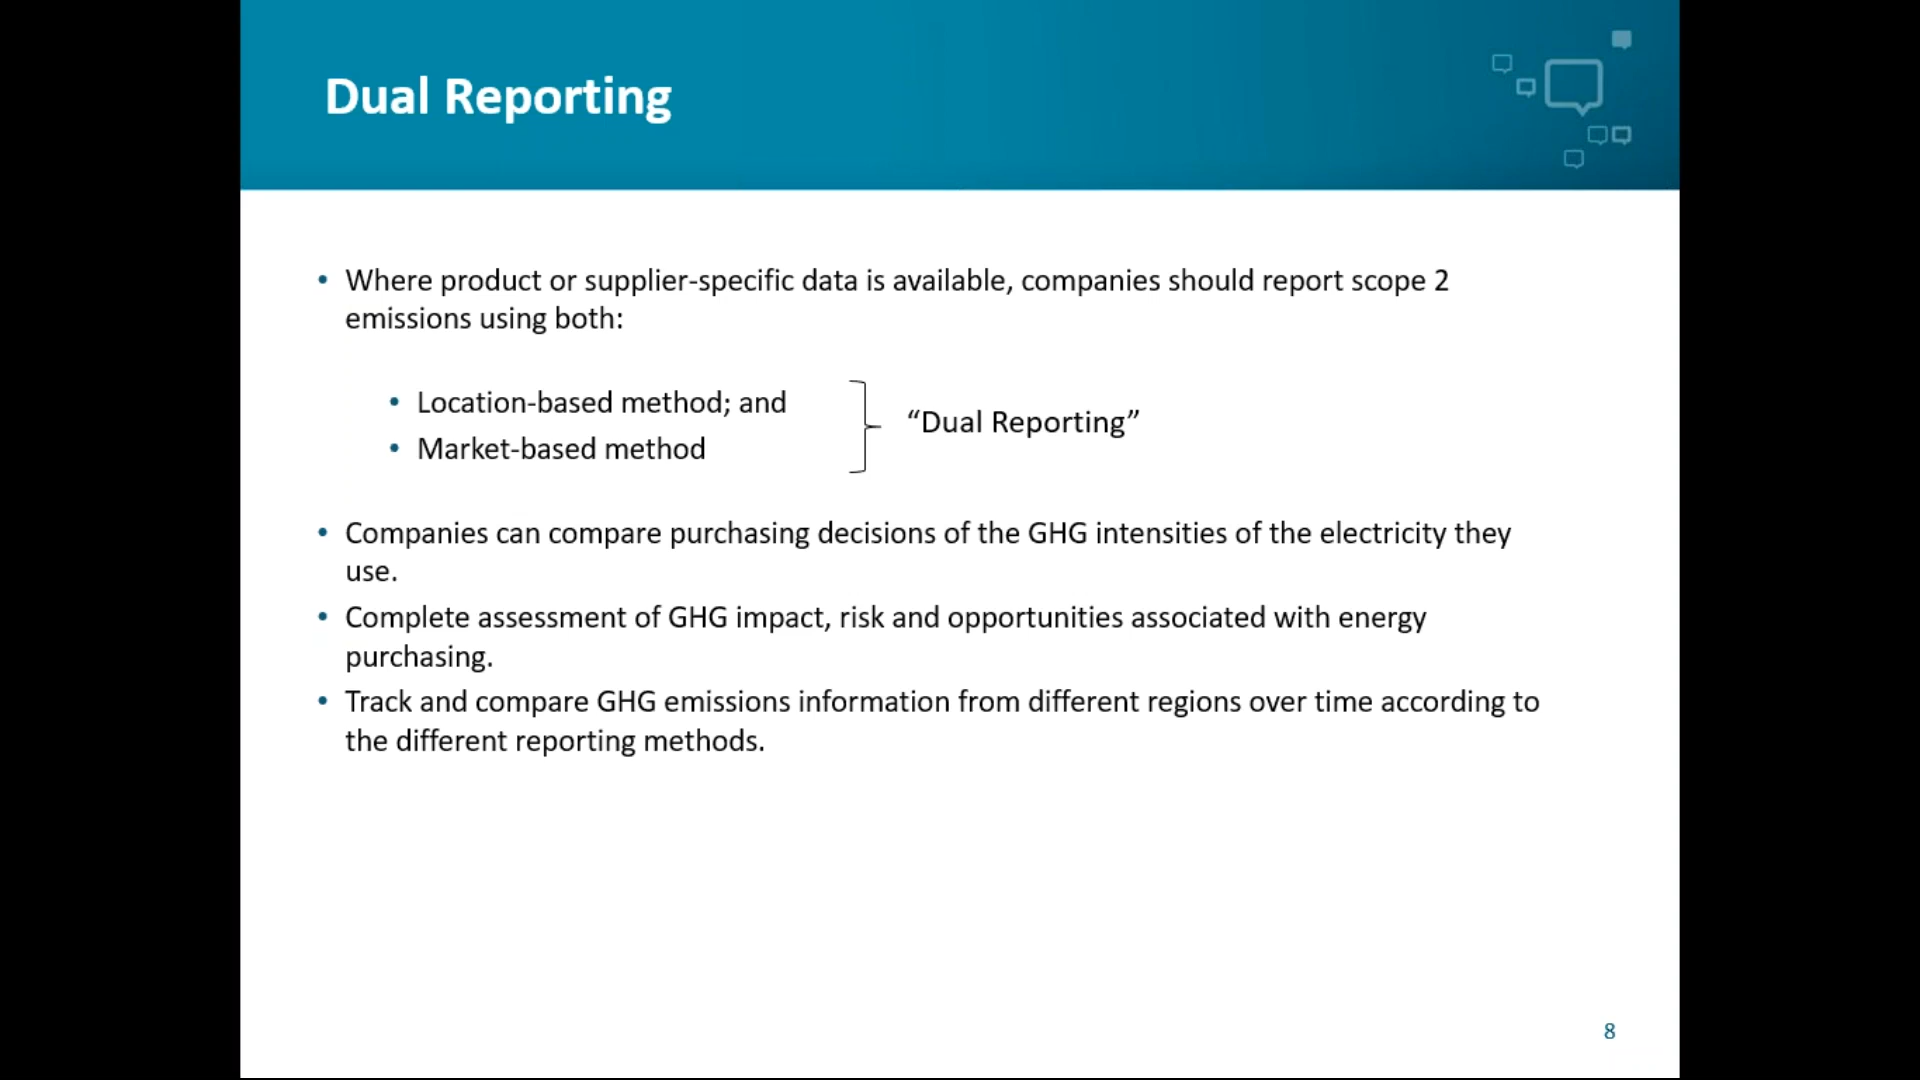 Dual Reporting
• Where product or supplier-specific data is available, companies should report scope 2
emissions using both:
• Location-based method; and
• Market-based method
“Dual Reporting”
• Companies can compare purchasing decisions of the GHG intensities of the electricity they
use.
• Complete assessment of GHG impact, risk and opportunities associated with energy
purchasing.
• Track and compare GHG emissions information from different regions over time according to
the different reporting methods.
8